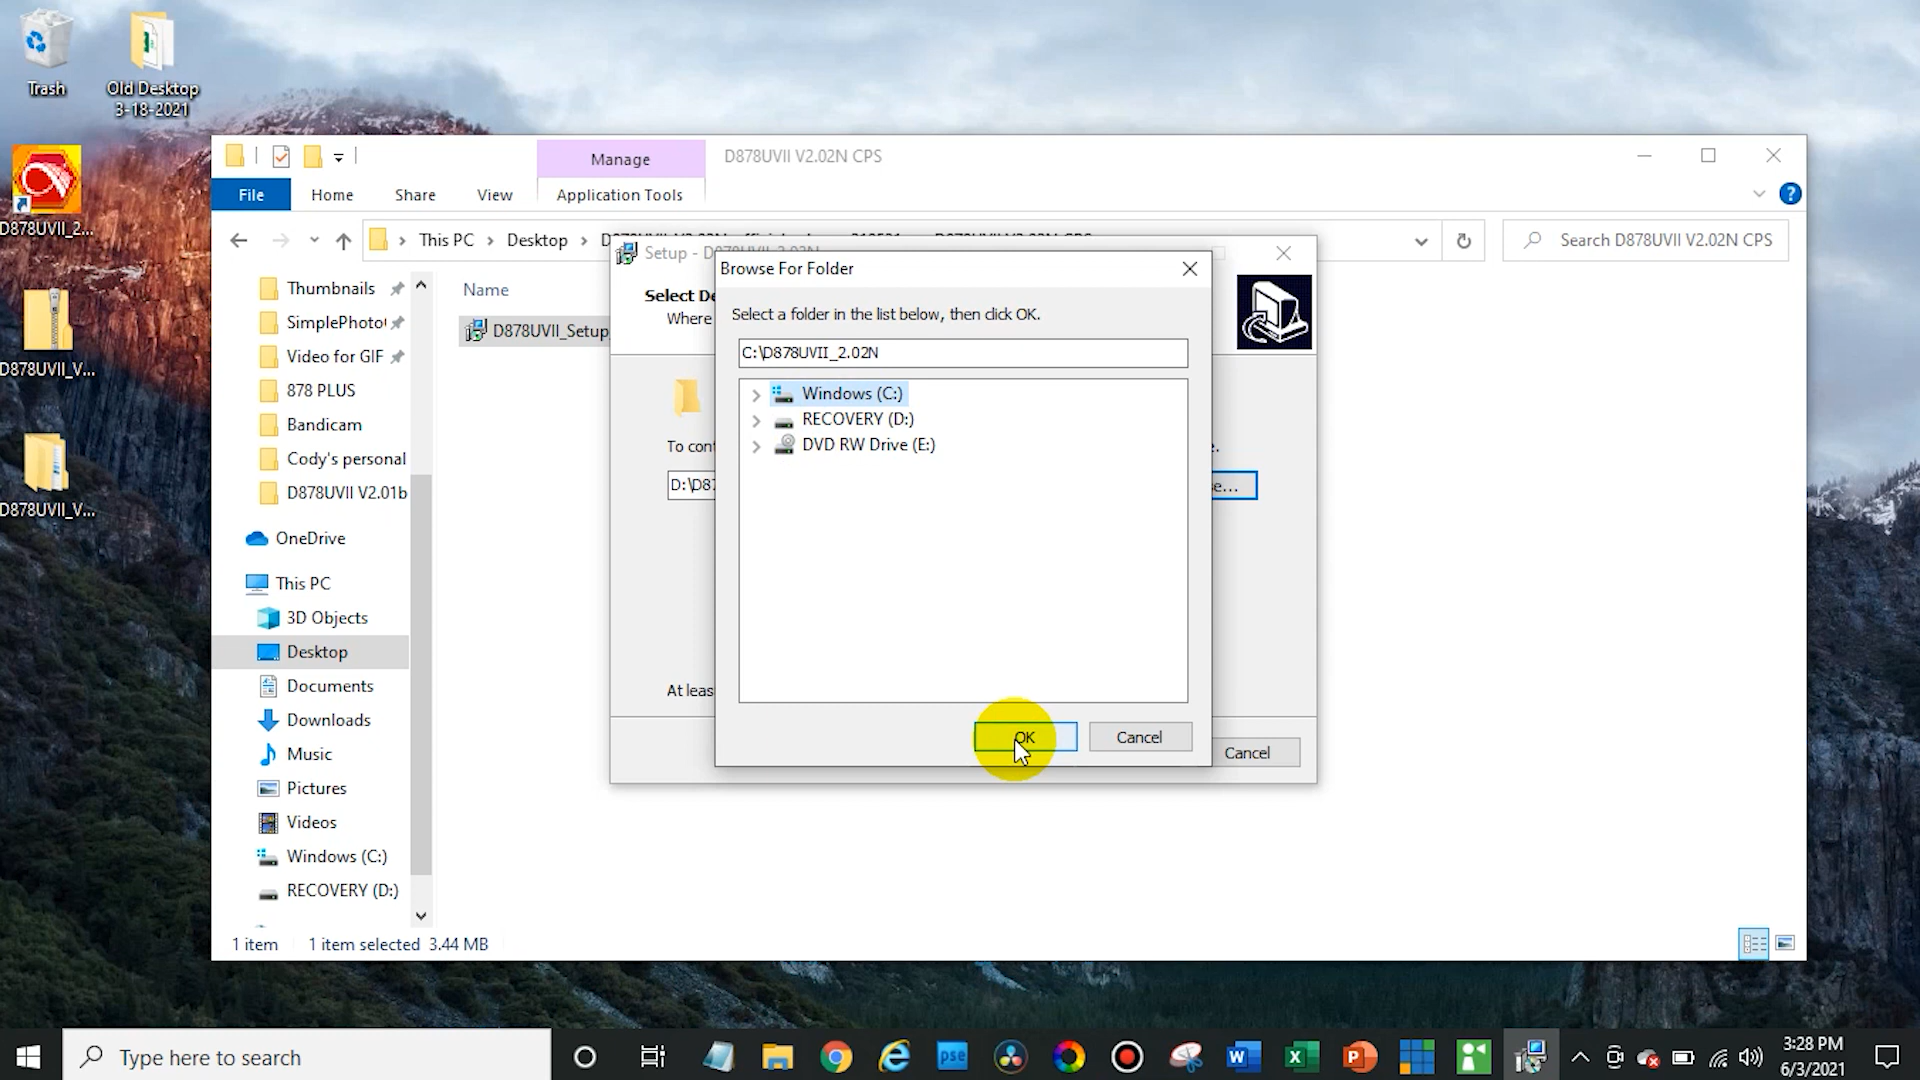 Trash
Old Desktop
3-18-2021
D878UVII_2...
D878UVII_V...
D878UVII_V...
Manage
D878UVII V2.02N CPS
File
Home
Share
View
Application Tools
This PC
Desktop
Search D878UVII V2.02N CPS
Thumbnails
SimplePhoto
Video for GIF
878 PLUS
Bandicam
Cody's personal
D878UVII V2.01b
OneDrive
This PC
3D Objects
Desktop
Documents
Downloads
Music
Pictures
Videos
Windows (C:)
RECOVERY (D:)
Name
D878UVII_Setup
Setup - D878UVII_2.02N
Select De
Where
To cont
D:\D87
e...
At leas
Cancel
Browse For Folder
Select a folder in the list below, then click OK.
C:\D878UVII_2.02N
Windows (C:)
RECOVERY (D:)
DVD RW Drive (E:)
OK
Cancel
1 item
1 item selected 3.44 MB
Type here to search
pse
3:28 PM
6/3/2021